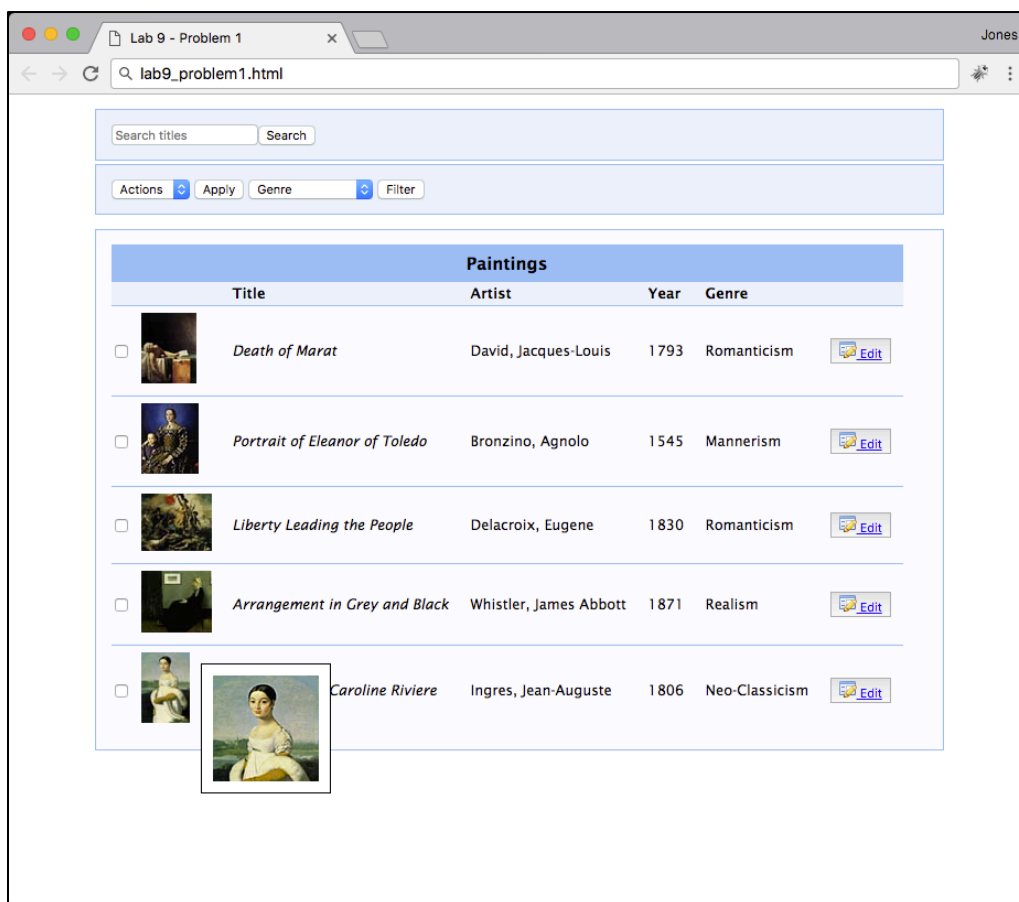 Lab 9 - Problem 1
Jones
lab9_problem1.html
Search titles Search
Actions Apply Genre Filter
Paintings
Title Artist Year Genre
Death of Marat David, Jacques-Louis 1793 Romanticism Edit
Portrait of Eleanor of Toledo Bronzino, Agnolo 1545 Mannerism Edit
Liberty Leading the People Delacroix, Eugene 1830 Romanticism Edit
Arrangement in Grey and Black Whistler, James Abbott 1871 Realism Edit
Caroline Riviere Ingres, Jean-Auguste 1806 Neo-Classicism Edit